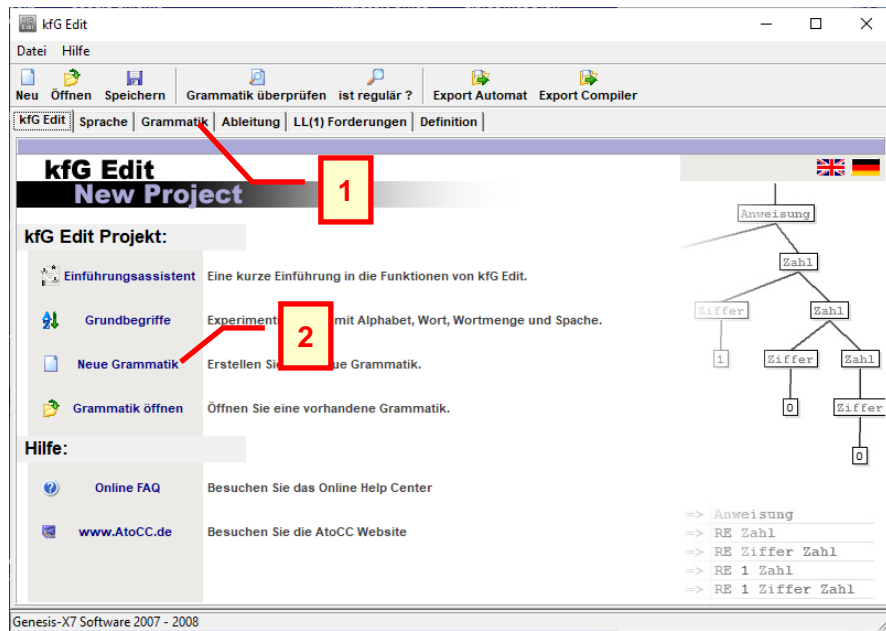 kfG Edit
Datei Hilfe
Neu Öffnen Speichern Grammatik überprüfen ist regulär ? Export Automat Export Compiler
kfG Edit Sprache Grammatik Ableitung LL(1) Forderungen Definition
kfG Edit
New Project
1
Anweisung
kfG Edit Projekt:
Zahl
Einführungsassistent Eine kurze Einführung in die Funktionen von kfG Edit.
Ziffer Zahl
Grundbegriffe Experiment mit Alphabet, Wort, Wortmenge und Spache.
2
Neue Grammatik Erstellen Si ue Grammatik.
1 Ziffer Zahl
Grammatik öffnen Öffnen Sie eine vorhandene Grammatik.
0 Ziffer
Hilfe:
0
Online FAQ Besuchen Sie das Online Help Center
www.AtoCC.de Besuchen Sie die AtoCC Website
=> Anweisung
=> RE Zahl
=> RE Ziffer Zahl
=> RE 1 Zahl
=> RE 1 Ziffer Zahl
Genesis-X7 Software 2007 - 2008